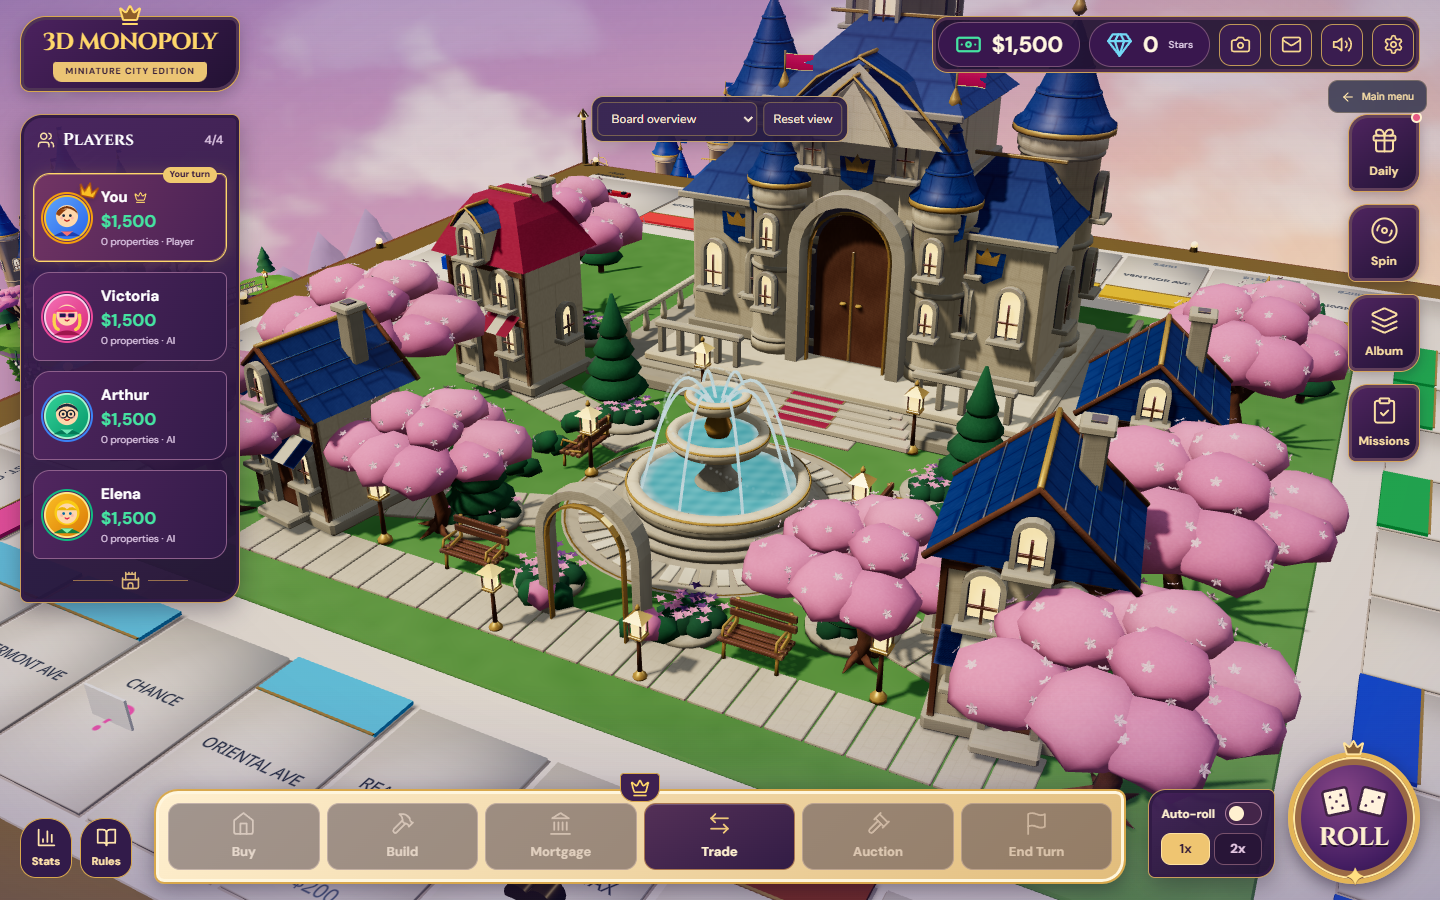 3D MONOPOLY
MINIATURE CITY EDITION
$1,500
0 Stars
Main menu
Board overview
Reset view
PLAYERS
4/4
Your turn
You
$1,500
0 properties · Player
Victoria
$1,500
0 properties · AI
Arthur
$1,500
0 properties · AI
Elena
$1,500
0 properties · AI
Daily
Spin
Album
Missions
VENTNOR AVE
CHANCE
ORIENTAL AVE
Stats
Rules
Buy
Build
Mortgage
Trade
Auction
End Turn
Auto-roll
1x
2x
ROLL